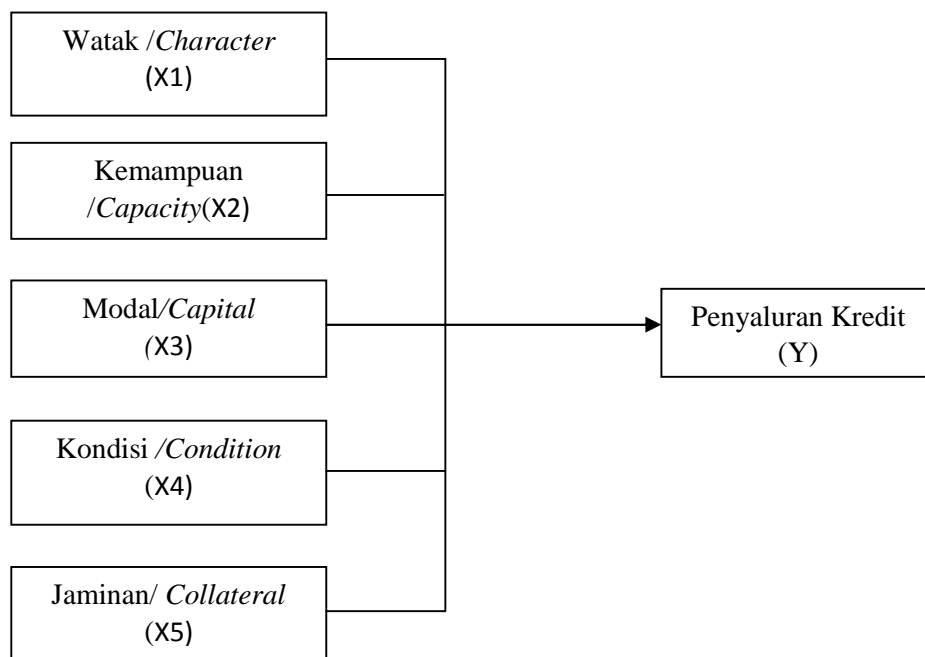 Watak /Character
(X1)
Kemampuan
/Capacity(X2)
Modal/Capital
(X3)
Kondisi /Condition
(X4)
Jaminan/ Collateral
(X5)
Penyaluran Kredit
(Y)